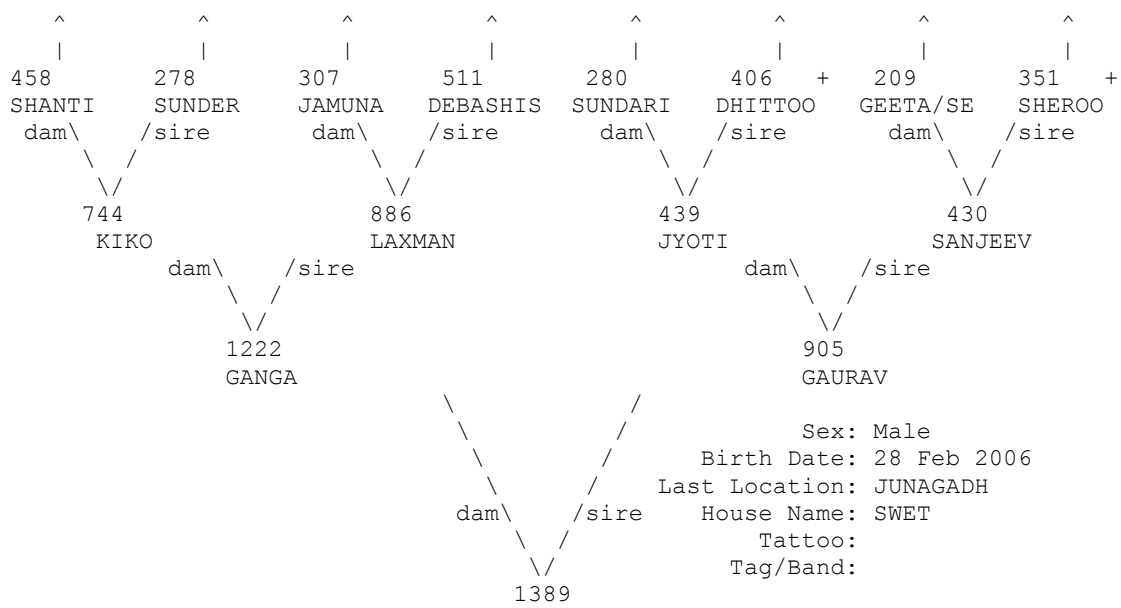 ^ ^ ^ ^ ^ ^ ^ ^
| | | | | | | |
458 278 307 511 280 406 + 209 351 +
SHANTI SUNDER JAMUNA DEBASHIS SUNDARI DHITTOO GEETA/SE SHEROO
dam\ /sire dam\ /sire dam\ /sire dam\ /sire
\ / \ / \ / \ /
\/ \/ \/ \/
744 886 439 430
KIKO LAXMAN JYOTI SANJEEV
dam\ /sire dam\ /sire
\ / \ /
\/ \/
1222 905
GANGA GAURAV
\ /
\ / Sex: Male
\ / Birth Date: 28 Feb 2006
\ / Last Location: JUNAGADH
dam\ /sire House Name: SWET
\ / Tattoo:
\/ Tag/Band:
1389